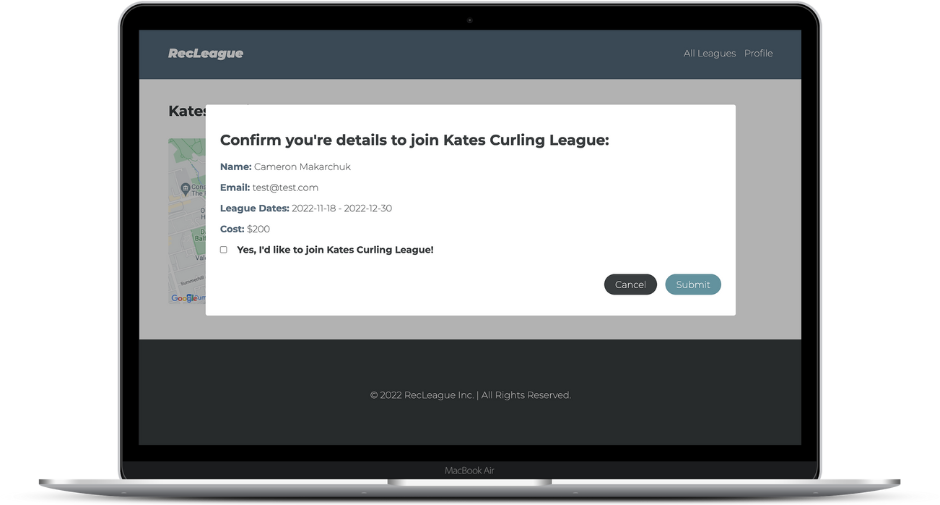 RecLeague
All Leagues Profile
Kates
Confirm you're details to join Kates Curling League:
Name: Cameron Makarchuk
Email: test@test.com
League Dates: 2022-11-18 - 2022-12-30
Cost: $200
Yes, I'd like to join Kates Curling League!
Cancel Submit
© 2022 RecLeague Inc. | All Rights Reserved.
MacBook Air